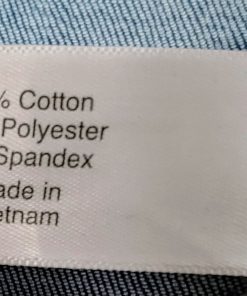 % Cotton
Polyester
Spandex
ade in
etnam